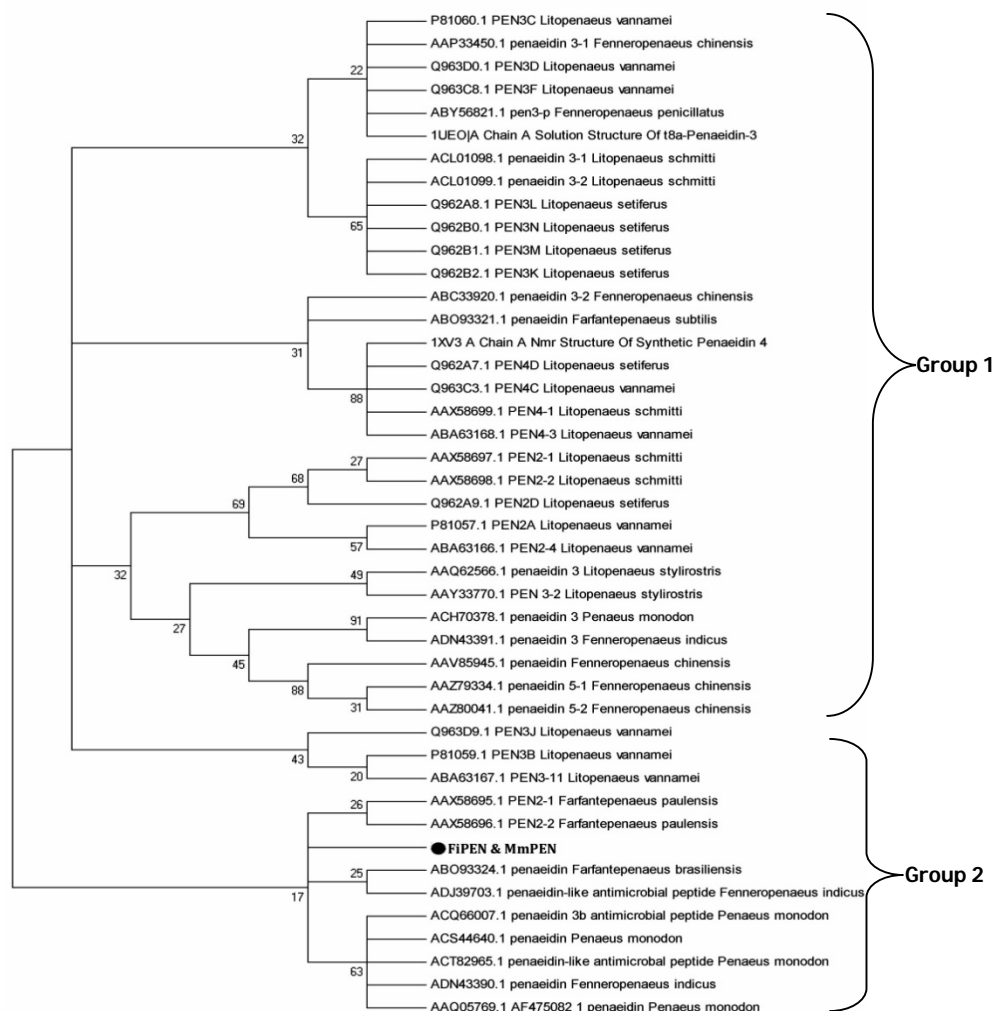 P81060.1 PEN3C Litopenaeus vannamei
AAP33450.1 penaeidin 3-1 Fenneropenaeus chinensis
22
Q963D0.1 PEN3D Litopenaeus vannamei
Q963C8.1 PEN3F Litopenaeus vannamei
ABY56821.1 pen3-p Fenneropenaeus penicillatus
32
1UEO|A Chain A Solution Structure Of t8a-Penaeidin-3
ACL01098.1 penaeidin 3-1 Litopenaeus schmitti
ACL01099.1 penaeidin 3-2 Litopenaeus schmitti
Q962A8.1 PEN3L Litopenaeus setiferus
65
Q962B0.1 PEN3N Litopenaeus setiferus
Q962B1.1 PEN3M Litopenaeus setiferus
Q962B2.1 PEN3K Litopenaeus setiferus
ABC33920.1 penaeidin 3-2 Fenneropenaeus chinensis
ABO93321.1 penaeidin Farfantepenaeus subtilis
31
1XV3 A Chain A Nmr Structure Of Synthetic Penaeidin 4
Q962A7.1 PEN4D Litopenaeus setiferus
Group 1
Q963C3.1 PEN4C Litopenaeus vannamei
88
AAX58699.1 PEN4-1 Litopenaeus schmitti
ABA63168.1 PEN4-3 Litopenaeus vannamei
27
AAX58697.1 PEN2-1 Litopenaeus schmitti
68
AAX58698.1 PEN2-2 Litopenaeus schmitti
69
Q962A9.1 PEN2D Litopenaeus setiferus
P81057.1 PEN2A Litopenaeus vannamei
57
ABA63166.1 PEN2-4 Litopenaeus vannamei
32
49
AAQ62566.1 penaeidin 3 Litopenaeus stylirostris
AAY33770.1 PEN 3-2 Litopenaeus stylirostris
27
91
ACH70378.1 penaeidin 3 Penaeus monodon
ADN43391.1 penaeidin 3 Fenneropenaeus indicus
45
AAV85945.1 penaeidin Fenneropenaeus chinensis
88
AAZ79334.1 penaeidin 5-1 Fenneropenaeus chinensis
31
AAZ80041.1 penaeidin 5-2 Fenneropenaeus chinensis
Q963D9.1 PEN3J Litopenaeus vannamei
43
P81059.1 PEN3B Litopenaeus vannamei
20
ABA63167.1 PEN3-11 Litopenaeus vannamei
26
AAX58695.1 PEN2-1 Farfantepenaeus paulensis
AAX58696.1 PEN2-2 Farfantepenaeus paulensis
FiPEN & MmPEN
25
ABO93324.1 penaeidin Farfantepenaeus brasiliensis
Group 2
17
ADJ39703.1 penaeidin-like antimicrobial peptide Fenneropenaeus indicus
ACQ66007.1 penaeidin 3b antimicrobial peptide Penaeus monodon
ACS44640.1 penaeidin Penaeus monodon
ACT82965.1 penaeidin-like antimicrobal peptide Penaeus monodon
63
ADN43390.1 penaeidin Fenneropenaeus indicus
AAQ05769.1 AF475082 1 penaeidin Penaeus monodon